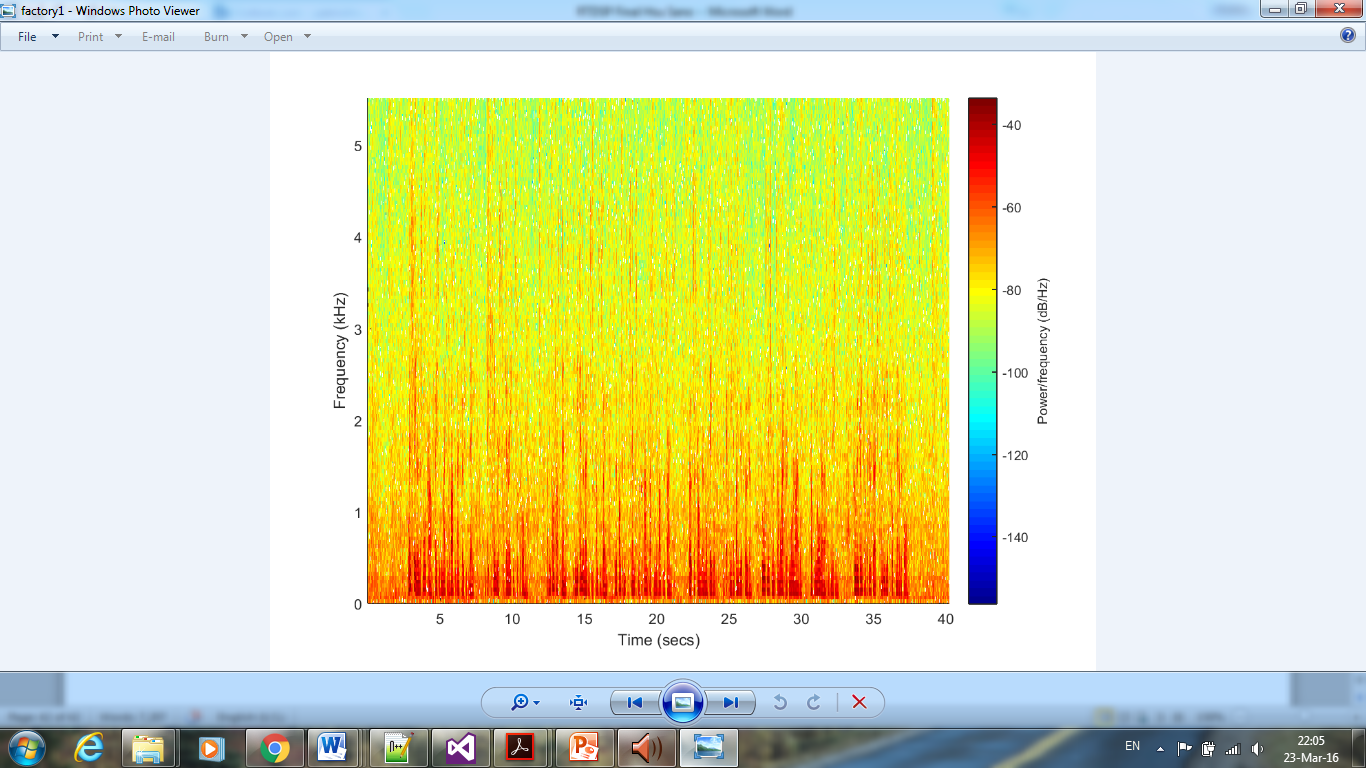 factory1 - Windows Photo Viewer
File Print E-mail Burn Open
5
4
3
2
1
0
Frequency (kHz)
5 10 15 20 25 30 35 40
Time (secs)
-40
-60
-80
-100
-120
-140
Power/frequency (dB/Hz)
EN
22:05
23-Mar-16